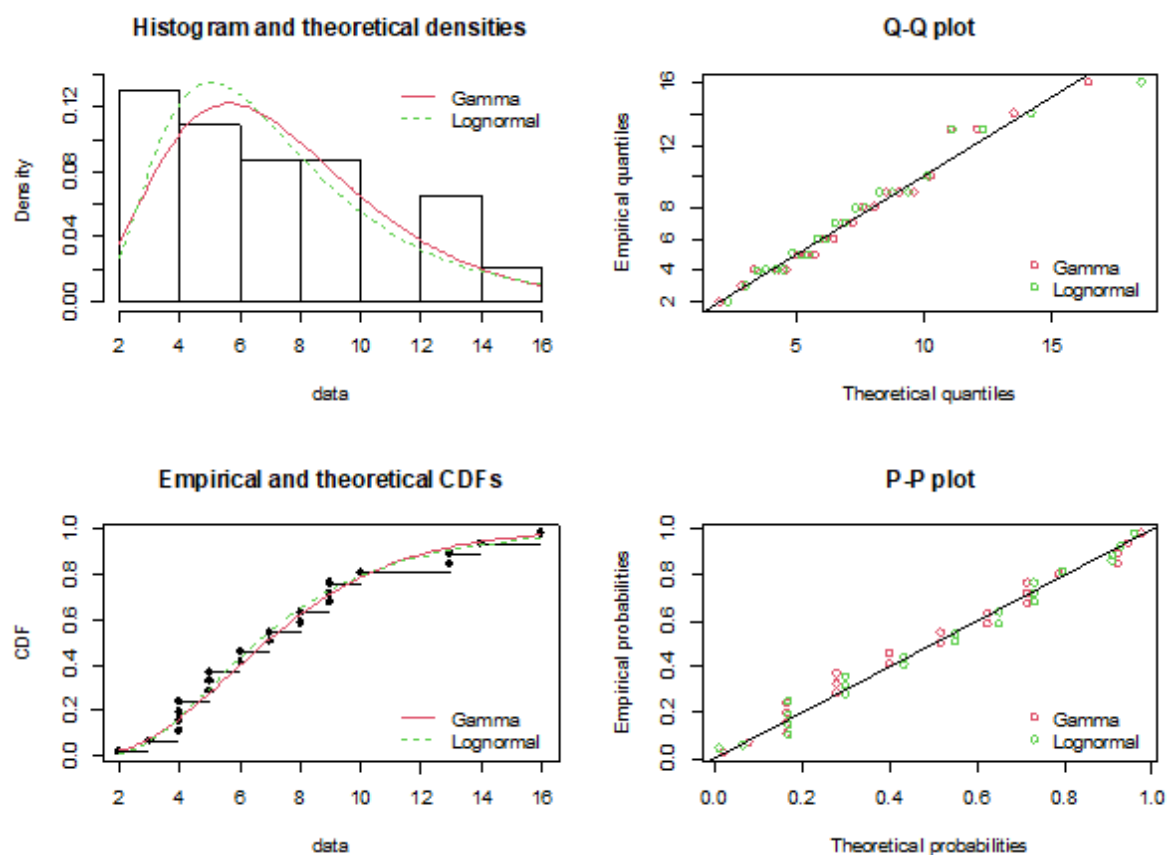 Histogram and theoretical densities
Density
0.00 0.04 0.08 0.12
Gamma
Lognormal
2 4 6 8 10 12 14 16
data
Q-Q plot
Empirical quantiles
2 4 6 8 12 16
Gamma
Lognormal
5 10 15
Theoretical quantiles
Empirical and theoretical CDFs
CDF
0.0 0.2 0.4 0.6 0.8 1.0
Gamma
Lognormal
2 4 6 8 10 12 14 16
data
P-P plot
Empirical probabilities
0.0 0.2 0.4 0.6 0.8 1.0
Gamma
Lognormal
0.0 0.2 0.4 0.6 0.8 1.0
Theoretical probabilities